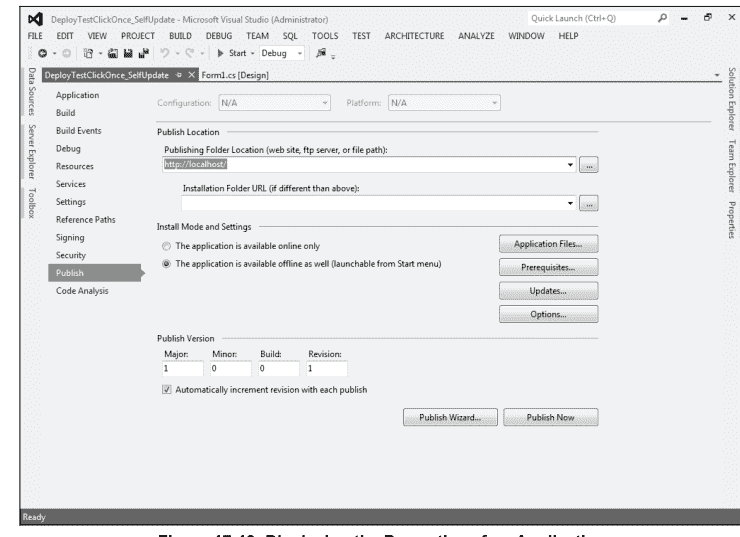 DeployTestClickOnce_SelfUpdate - Microsoft Visual Studio (Administrator)
Quick Launch (Ctrl+Q)
FILE EDIT VIEW PROJECT BUILD DEBUG TEAM SQL TOOLS TEST ARCHITECTURE ANALYZE WINDOW HELP
Start Debug
DeployTestClickOnce_SelfUpdate Form1.cs [Design]
Data Sources
Server Explorer
Toolbox
Application
Build
Build Events
Debug
Resources
Services
Settings
Reference Paths
Signing
Security
Publish
Code Analysis
Configuration: N/A Platform: N/A
Publish Location
Publishing Folder Location (web site, ftp server, or file path):
http://localhost/
...
Installation Folder URL (if different than above):
...
Install Mode and Settings
The application is available online only
The application is available offline as well (launchable from Start menu)
Application Files...
Prerequisites...
Updates...
Options...
Publish Version
Major: Minor: Build: Revision:
1 0 0 1
Automatically increment revision with each publish
Publish Wizard... Publish Now
Solution Explorer
Team Explorer
Properties
Ready